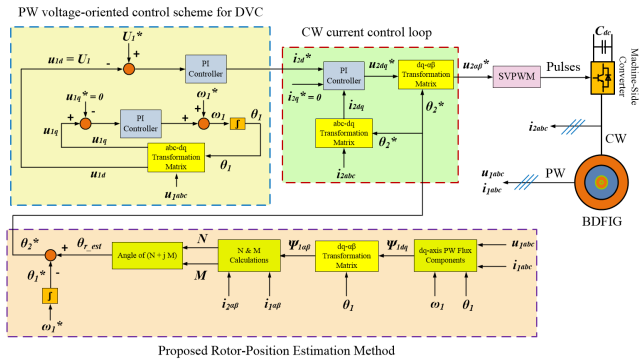 PW voltage-oriented control scheme for DVC
CW current control loop
U1*
u1d = U1
-
+
PI
Controller
i2d*
i2q* = 0
PI
Controller
u2dq*
dq-αβ
Transformation
Matrix
u2αβ*
SVPWM
Pulses
Cdc
Machine-Side
Converter
u1q* = 0
-
+
PI
Controller
ω1*
+
+
ω1
∫
θ1
u1q
u1q
abc-dq
Transformation
Matrix
θ1
u1d
u1abc
i2dq
θ2*
abc-dq
Transformation
Matrix
θ2*
i2abc
i2abc
CW
PW
u1abc
i1abc
BDFIG
θ2*
+
-
θr_est
Angle of (N + j M)
N
M
N & M
Calculations
Ψ1αβ
dq-αβ
Transformation
Matrix
Ψ1dq
dq-axis PW Flux
Components
u1abc
i1abc
θ1*
∫
ω1*
i2αβ
i1αβ
θ1
ω1
θ1
Proposed Rotor-Position Estimation Method